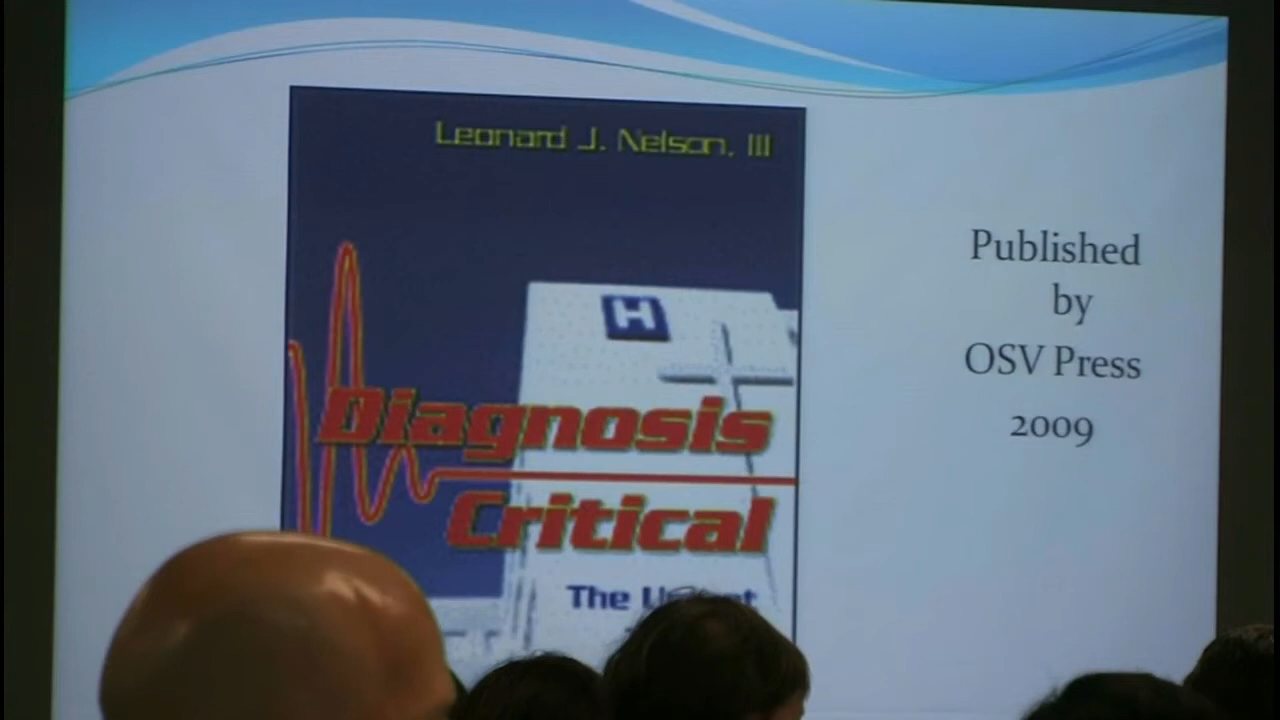 Leonard J. Nelson, III
H
Diagnosis
Critical
The
Published
by
OSV Press
2009